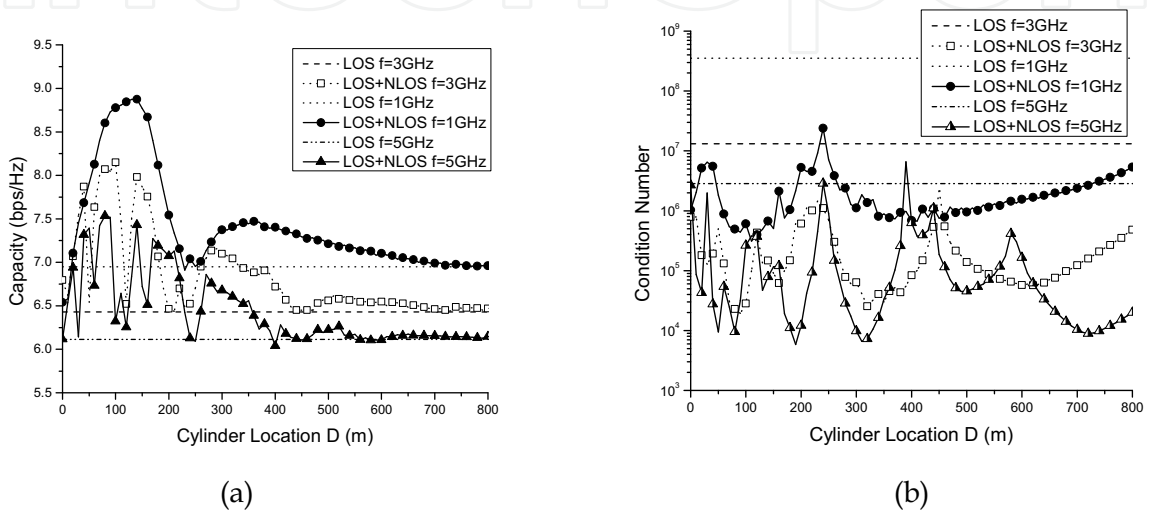 9.5
9.0
8.5
8.0
7.5
7.0
6.5
6.0
5.5
Capacity (bps/Hz)
LOS f=3GHz
LOS+NLOS f=3GHz
LOS f=1GHz
LOS+NLOS f=1GHz
LOS f=5GHz
LOS+NLOS f=5GHz
0 100 200 300 400 500 600 700 800
Cylinder Location D (m)
(a)
10^9
10^8
10^7
10^6
10^5
10^4
10^3
Condition Number
LOS f=3GHz
LOS+NLOS f=3GHz
LOS f=1GHz
LOS+NLOS f=1GHz
LOS f=5GHz
LOS+NLOS f=5GHz
0 100 200 300 400 500 600 700 800
Cylinder Location D (m)
(b)